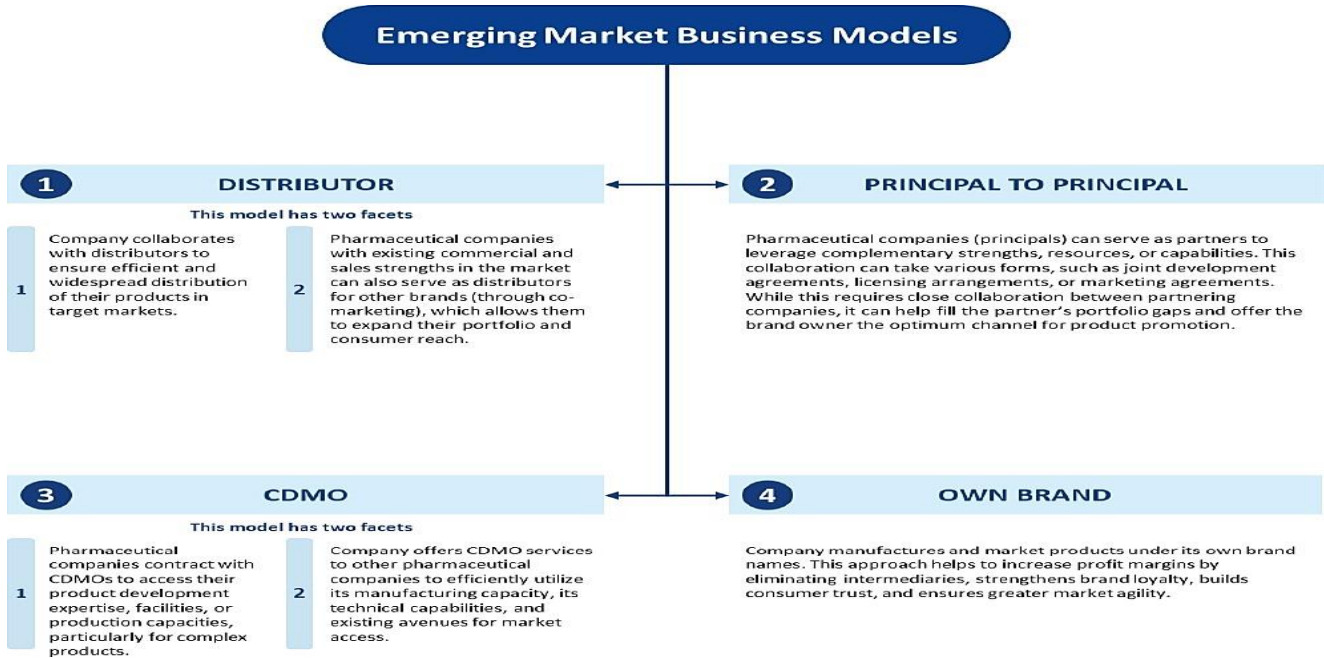 Emerging Market Business Models
1
DISTRIBUTOR
This model has two facets
1
Company collaborates
with distributors to
ensure efficient and
widespread distribution
of their products in
target markets.
2
Pharmaceutical companies
with existing commercial and
sales strengths in the market
can also serve as distributors
for other brands (through co-
marketing), which allows them
to expand their portfolio and
consumer reach.
2
PRINCIPAL TO PRINCIPAL
Pharmaceutical companies (principals) can serve as partners to
leverage complementary strengths, resources, or capabilities. This
collaboration can take various forms, such as joint development
agreements, licensing arrangements, or marketing agreements.
While this requires close collaboration between partnering
companies, it can help fill the partner's portfolio gaps and offer the
brand owner the optimum channel for product promotion.
3
CDMO
This model has two facets
1
Pharmaceutical
companies contract with
CDMOs to access their
product development
expertise, facilities, or
production capacities,
particularly for complex
products.
2
Company offers CDMO services
to other pharmaceutical
companies to efficiently utilize
its manufacturing capacity, its
technical capabilities, and
existing avenues for market
access.
4
OWN BRAND
Company manufactures and market products under its own brand
names. This approach helps to increase profit margins by
eliminating intermediaries, strengthens brand loyalty, builds
consumer trust, and ensures greater market agility.